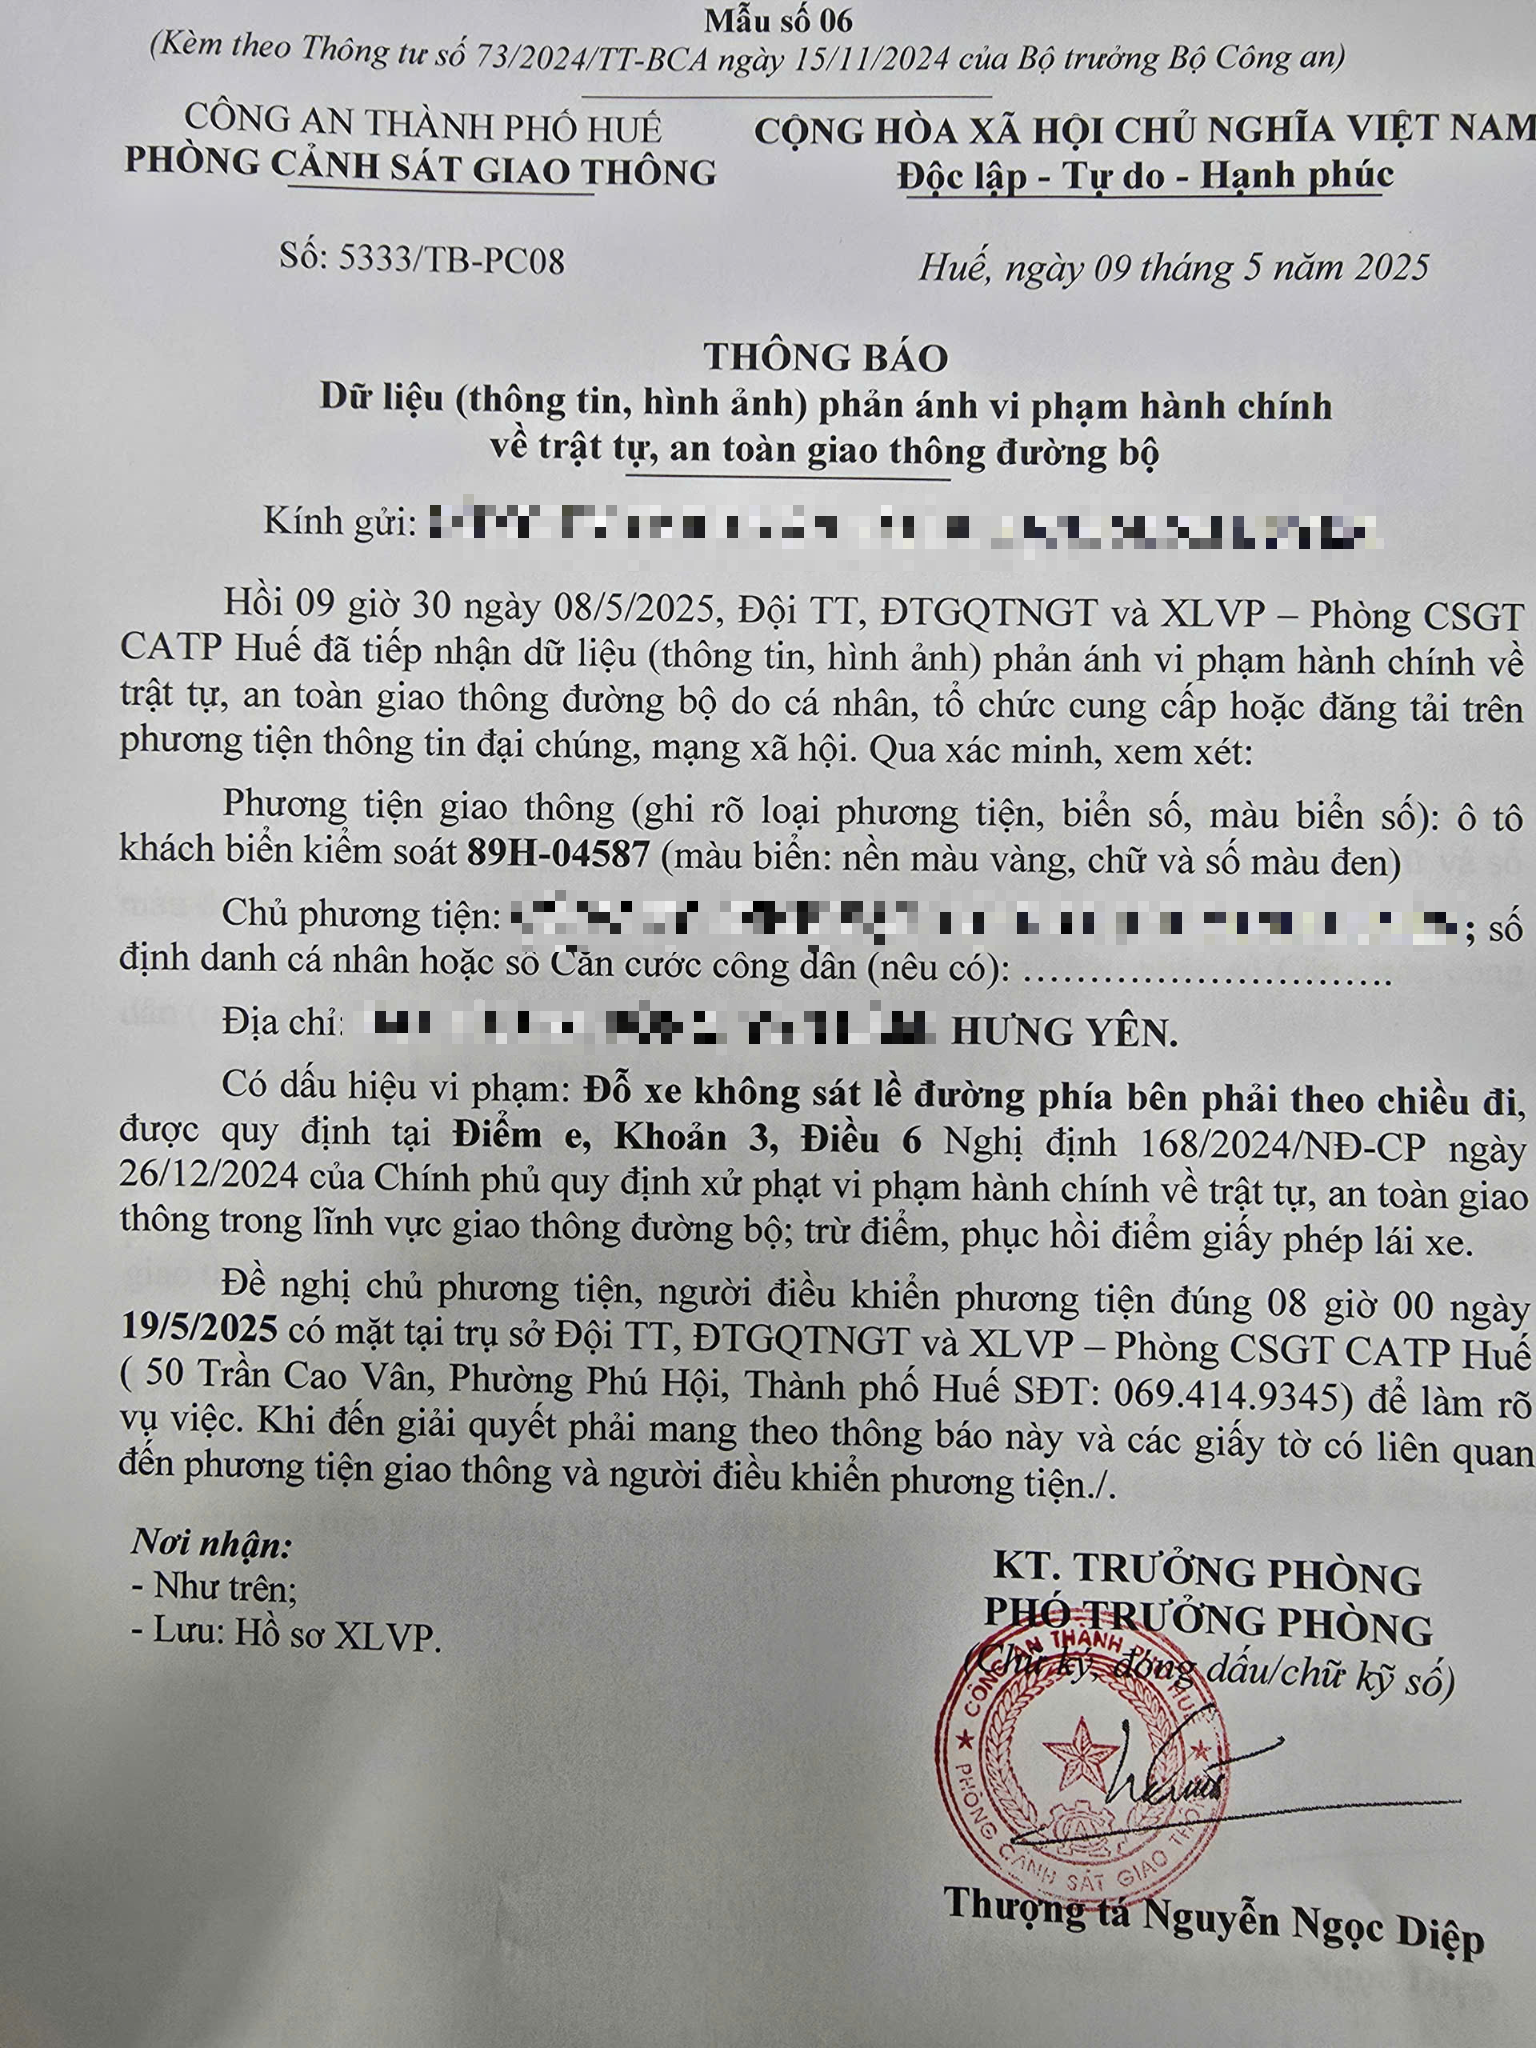 Mẫu số 06
(Kèm theo Thông tư số 73/2024/TT-BCA ngày 15/11/2024 của Bộ trưởng Bộ Công an)
CÔNG AN THÀNH PHỐ HUẾ
PHÒNG CẢNH SÁT GIAO THÔNG
CỘNG HÒA XÃ HỘI CHỦ NGHĨA VIỆT NAM
Độc lập - Tự do - Hạnh phúc
Số: 5333/TB-PC08
Huế, ngày 09 tháng 5 năm 2025
THÔNG BÁO
Dữ liệu (thông tin, hình ảnh) phản ánh vi phạm hành chính
về trật tự, an toàn giao thông đường bộ
Kính gửi:
Hồi 09 giờ 30 ngày 08/5/2025, Đội TT, ĐTGQTNGT và XLVP – Phòng CSGT
CATP Huế đã tiếp nhận dữ liệu (thông tin, hình ảnh) phản ánh vi phạm hành chính về
trật tự, an toàn giao thông đường bộ do cá nhân, tổ chức cung cấp hoặc đăng tải trên
phương tiện thông tin đại chúng, mạng xã hội. Qua xác minh, xem xét:
Phương tiện giao thông (ghi rõ loại phương tiện, biển số, màu biển số): ô tô
khách biển kiểm soát 89H-04587 (màu biển: nền màu vàng, chữ và số màu đen)
Chủ phương tiện: ; số
định danh cá nhân hoặc số Căn cước công dân (nếu có): ................................
Địa chỉ: HƯNG YÊN.
Có dấu hiệu vi phạm: Đỗ xe không sát lề đường phía bên phải theo chiều đi,
được quy định tại Điểm e, Khoản 3, Điều 6 Nghị định 168/2024/NĐ-CP ngày
26/12/2024 của Chính phủ quy định xử phạt vi phạm hành chính về trật tự, an toàn giao
thông trong lĩnh vực giao thông đường bộ; trừ điểm, phục hồi điểm giấy phép lái xe.
Đề nghị chủ phương tiện, người điều khiển phương tiện đúng 08 giờ 00 ngày
19/5/2025 có mặt tại trụ sở Đội TT, ĐTGQTNGT và XLVP – Phòng CSGT CATP Huế
( 50 Trần Cao Vân, Phường Phú Hội, Thành phố Huế SĐT: 069.414.9345) để làm rõ
vụ việc. Khi đến giải quyết phải mang theo thông báo này và các giấy tờ có liên quan
đến phương tiện giao thông và người điều khiển phương tiện./.
Nơi nhận:
- Như trên;
- Lưu: Hồ sơ XLVP.
KT. TRƯỞNG PHÒNG
PHÓ TRƯỞNG PHÒNG
(Chữ ký, đóng dấu/chữ kỹ số)
CÔNG AN THÀNH PHỐ HUẾ
PHÒNG CẢNH SÁT GIAO THÔNG
Thượng tá Nguyễn Ngọc Diệp